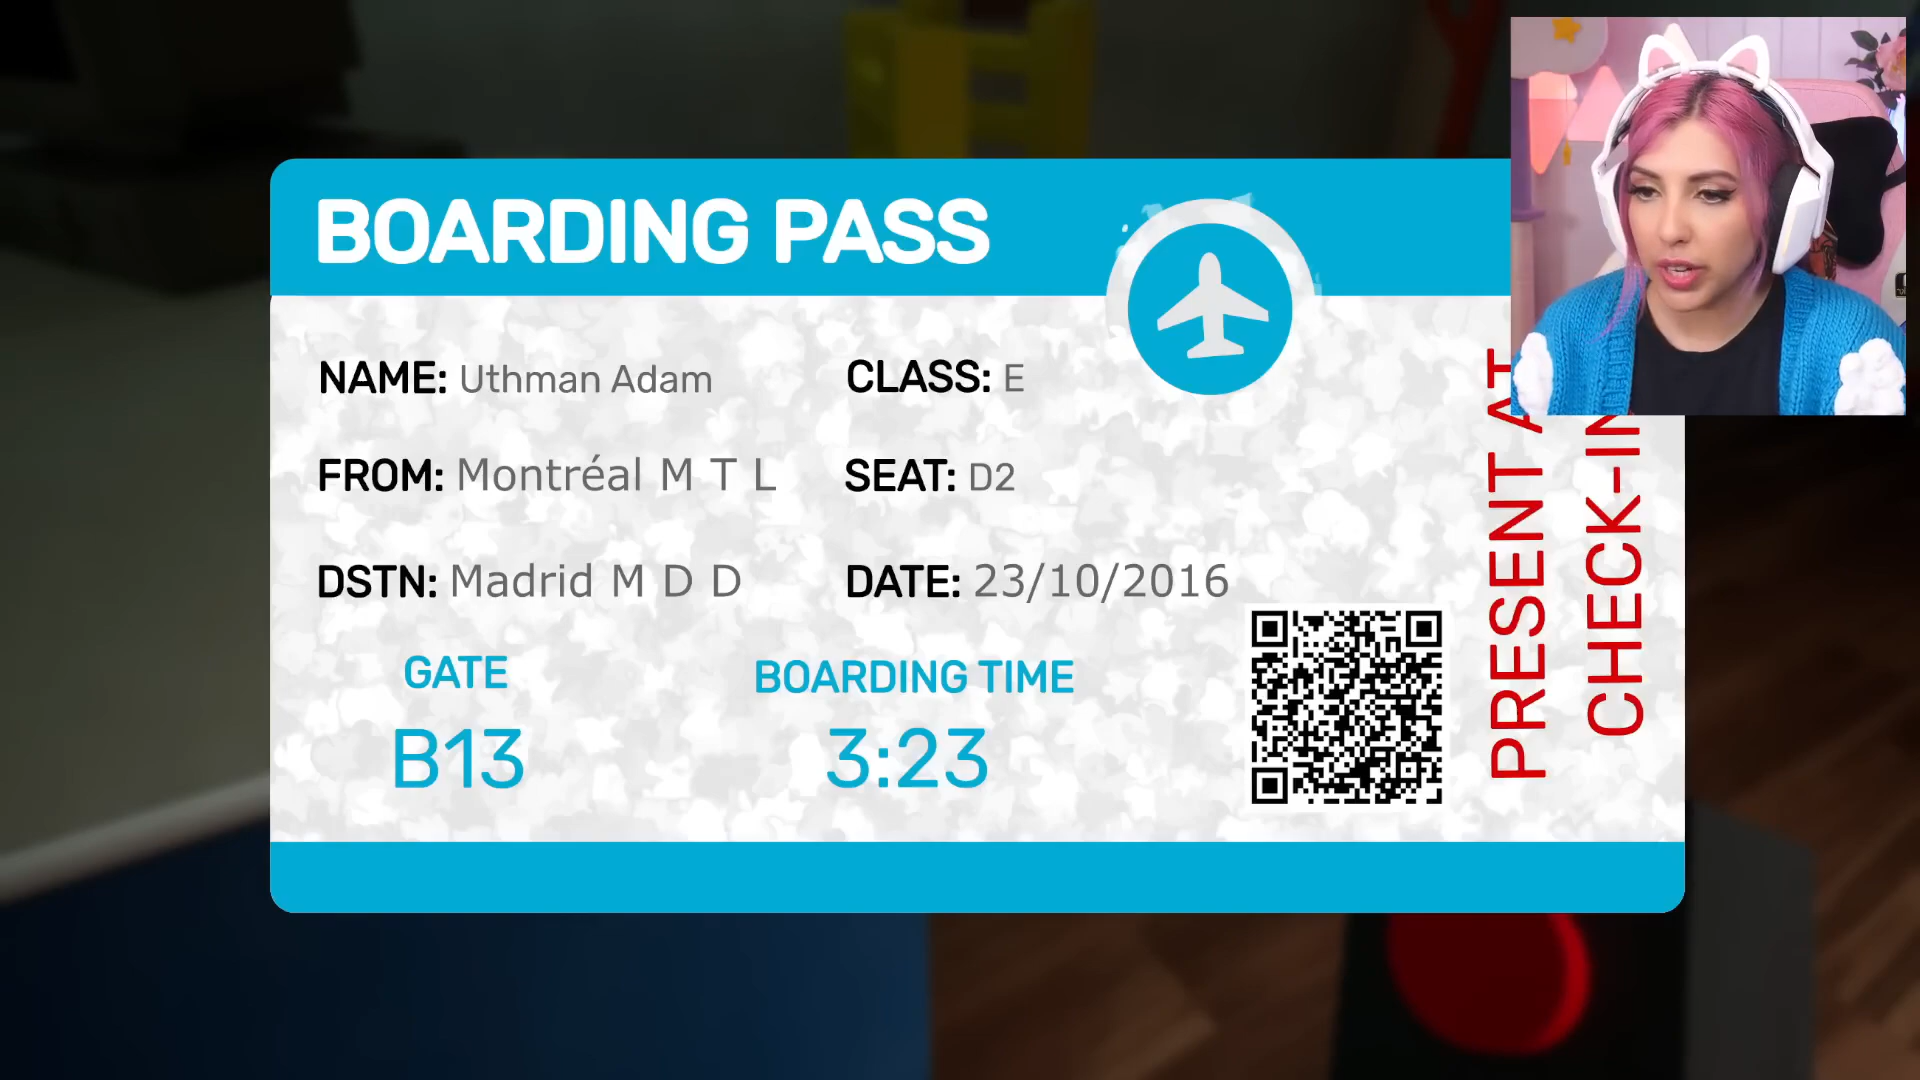 BOARDING PASS
NAME: Uthman Adam
CLASS: E
FROM: Montréal M T L
SEAT: D2
DSTN: Madrid M D D
DATE: 23/10/2016
GATE
BOARDING TIME
B13
3:23
PRESENT AT
CHECK-IN